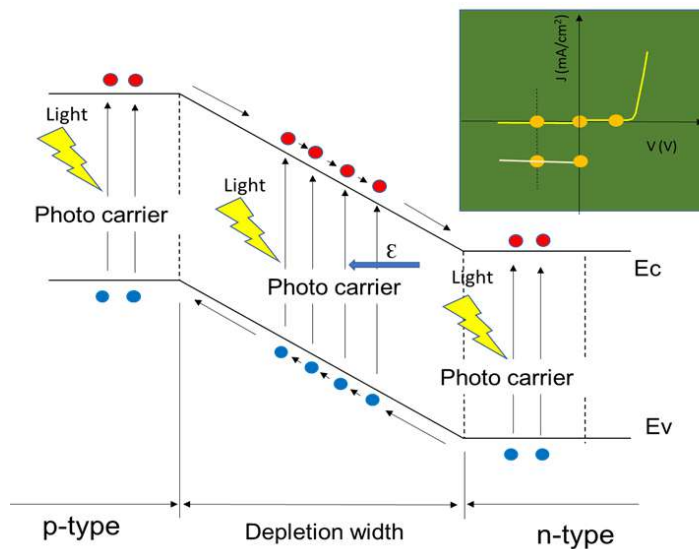 J (mA/cm²)
V (V)
Light
Photo carrier
Light
Photo carrier
ε
Light
Photo carrier
Ec
Ev
p-type
Depletion width
n-type